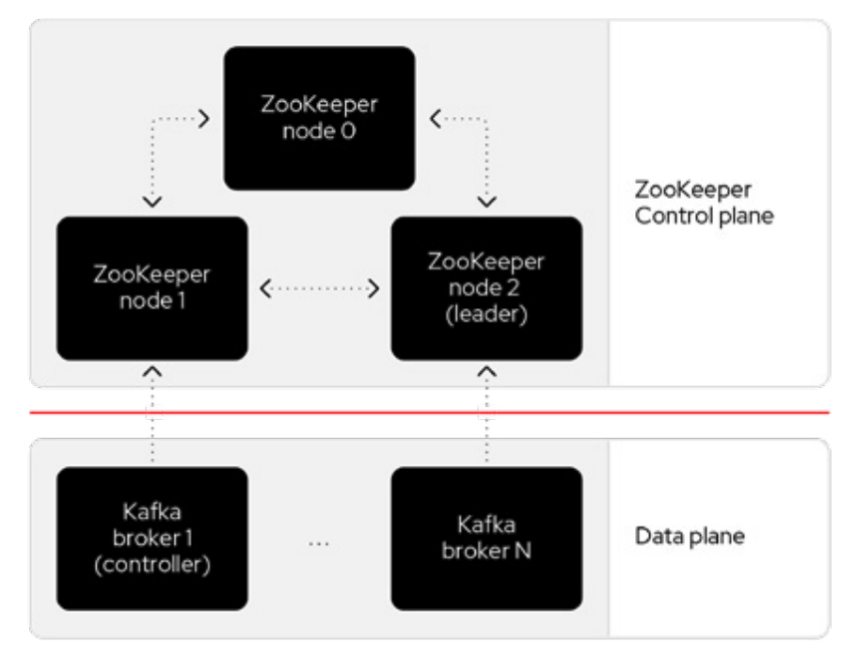 ZooKeeper
node 0
ZooKeeper
node 1
ZooKeeper
node 2
(leader)
ZooKeeper
Control plane
Kafka
broker 1
(controller)
...
Kafka
broker N
Data plane